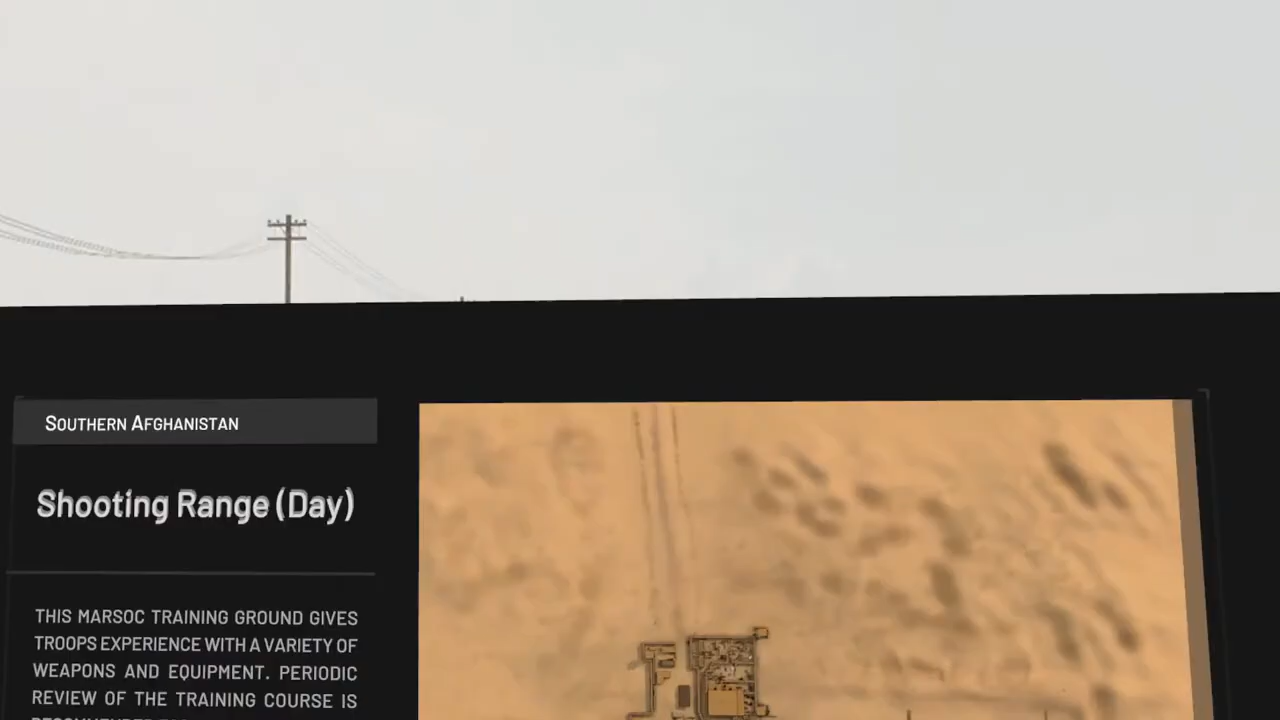 Southern Afghanistan
Shooting Range (Day)
THIS MARSOC TRAINING GROUND GIVES
TROOPS EXPERIENCE WITH A VARIETY OF
WEAPONS AND EQUIPMENT. PERIODIC
REVIEW OF THE TRAINING COURSE IS